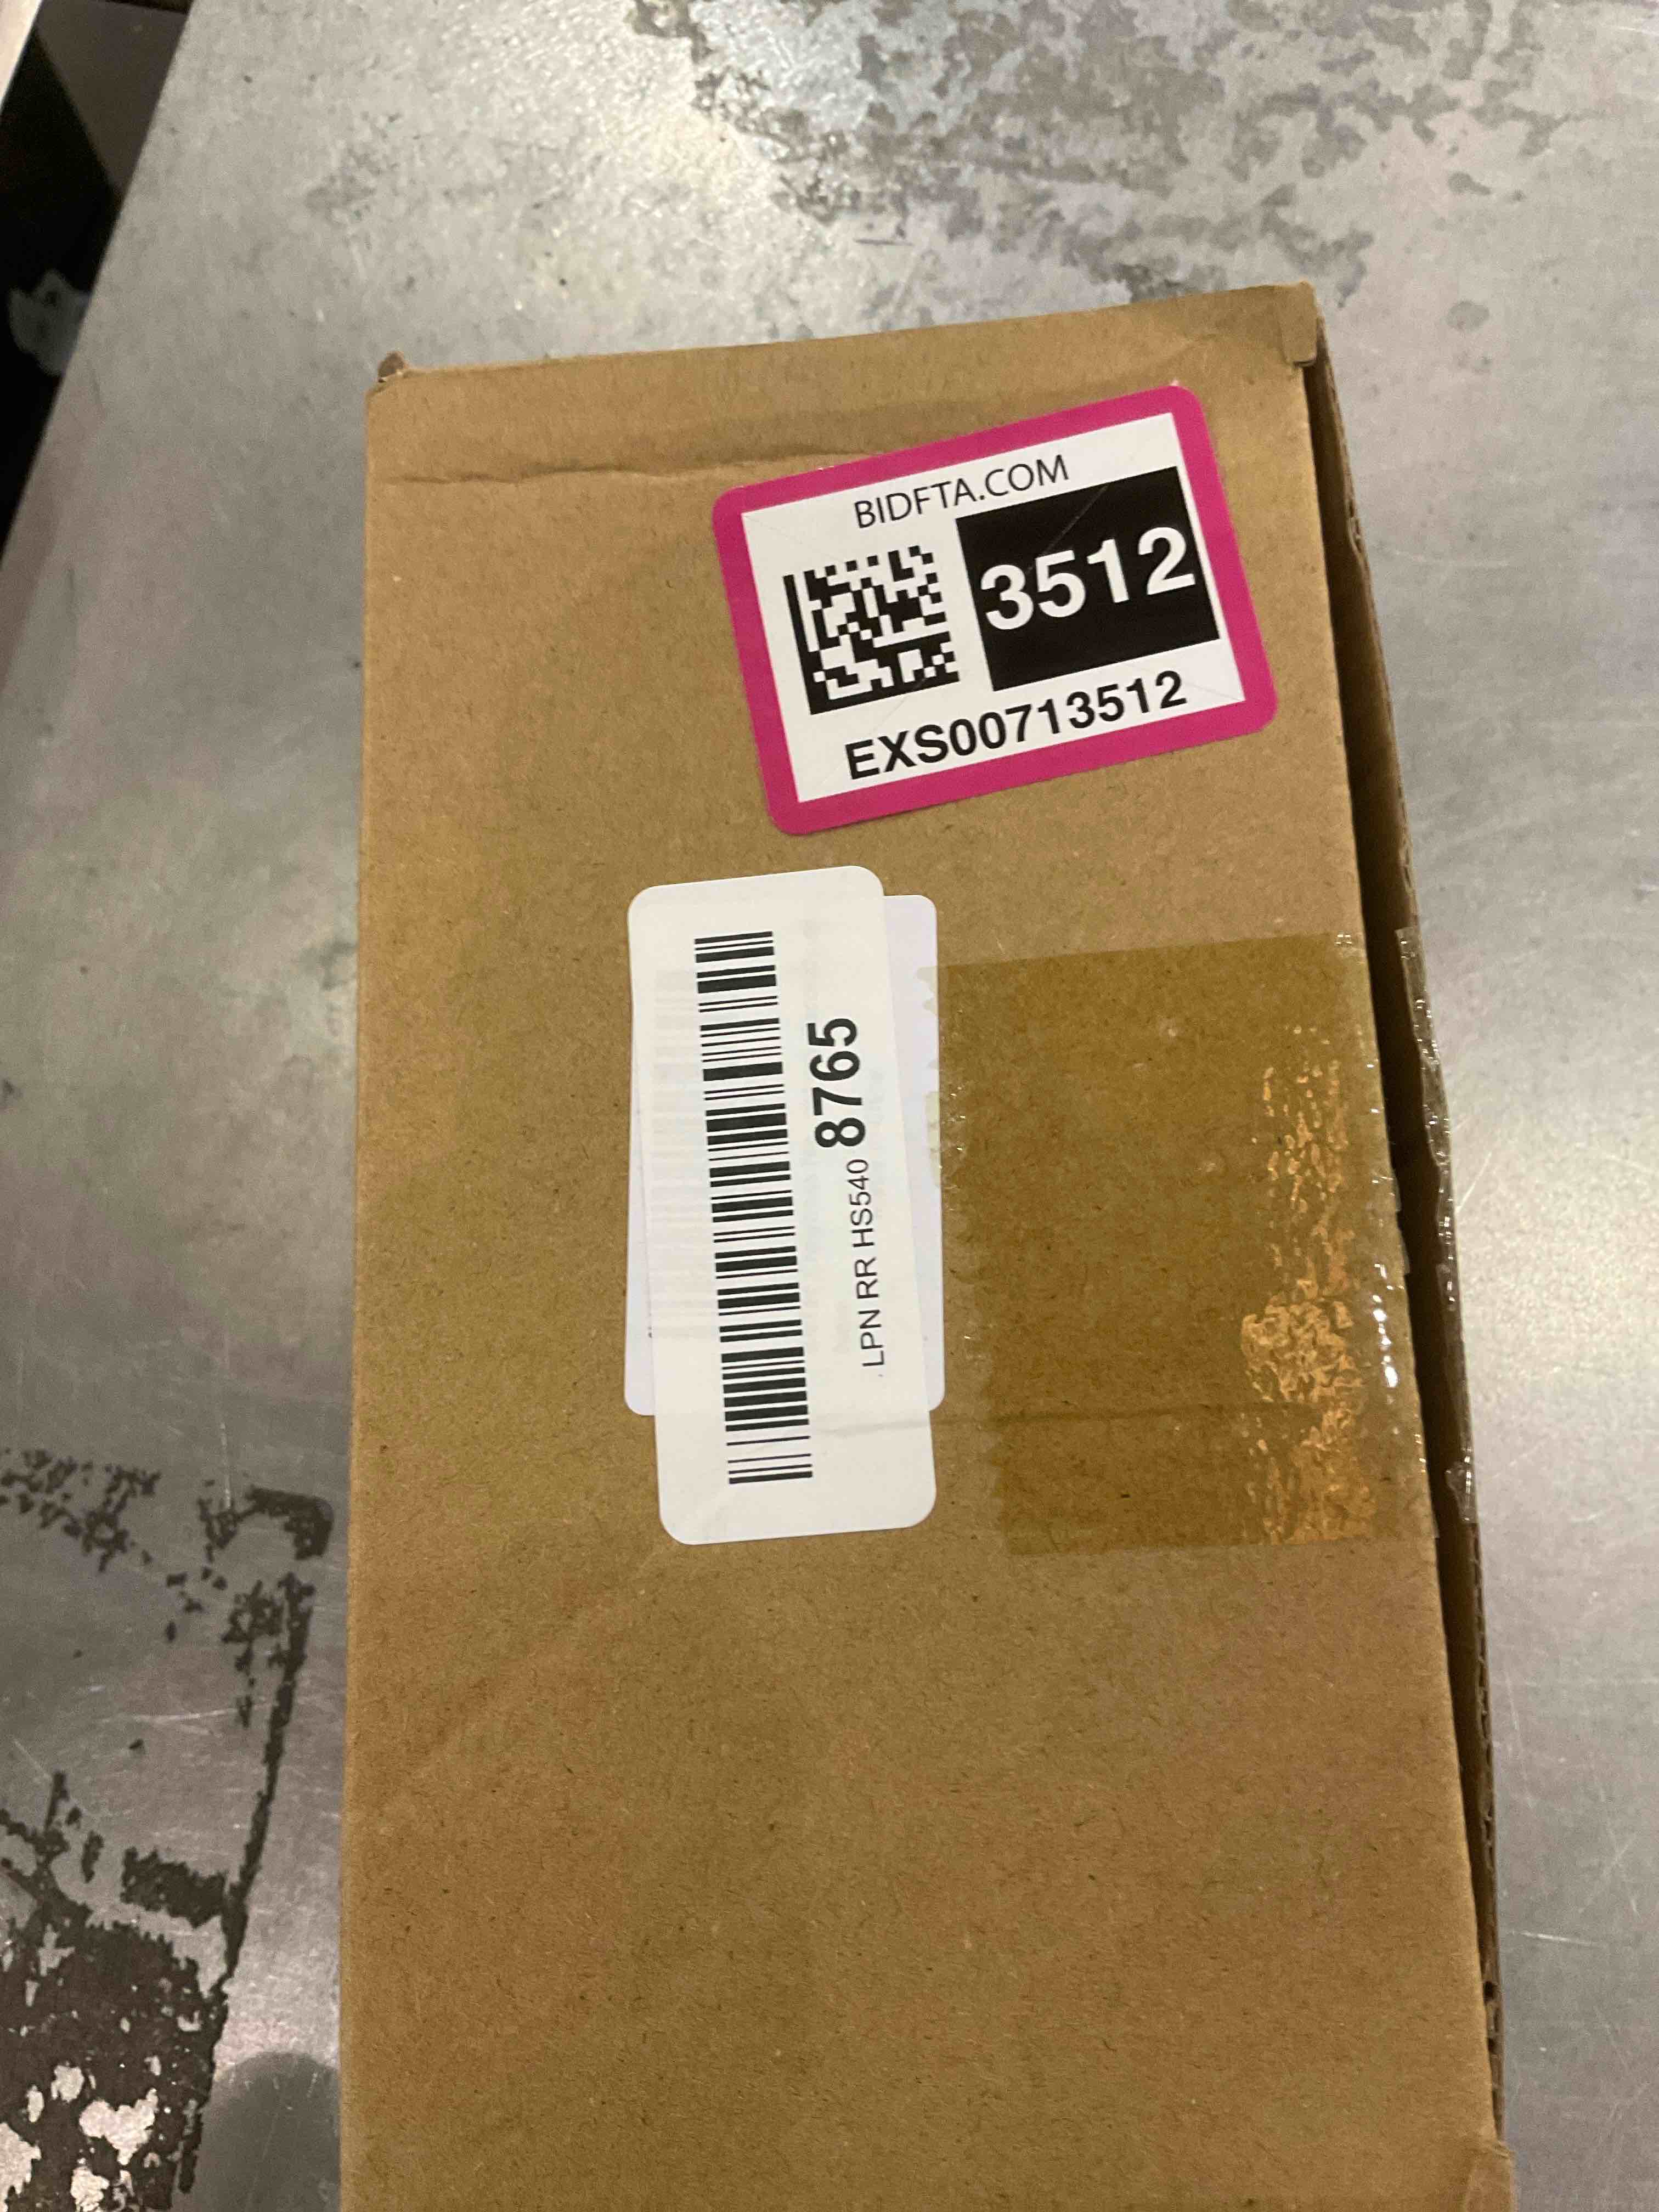 BIDFTA.COM
3512
EXS00713512
LPN RR HS540 8765